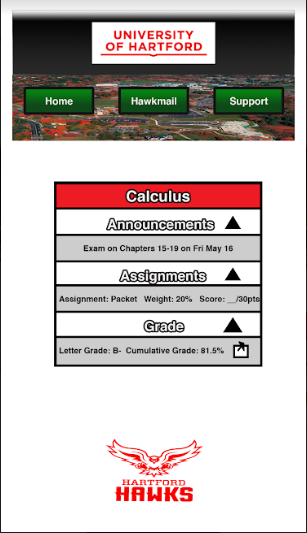 UNIVERSITY
OF HARTFORD
Home Hawkmail Support
Calculus
Announcements
Exam on Chapters 15-19 on Fri May 16
Assignments
Assignment: Packet Weight: 20% Score: __/30pts
Grade
Letter Grade: B- Cumulative Grade: 81.5%
HARTFORD
HAWKS